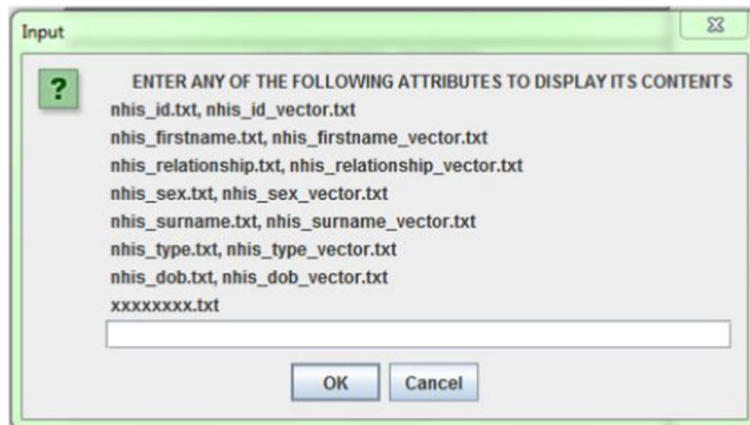 Input
?
ENTER ANY OF THE FOLLOWING ATTRIBUTES TO DISPLAY ITS CONTENTS
nhis_id.txt, nhis_id_vector.txt
nhis_firstname.txt, nhis_firstname_vector.txt
nhis_relationship.txt, nhis_relationship_vector.txt
nhis_sex.txt, nhis_sex_vector.txt
nhis_surname.txt, nhis_surname_vector.txt
nhis_type.txt, nhis_type_vector.txt
nhis_dob.txt, nhis_dob_vector.txt
xxxxxxxx.txt
OK Cancel